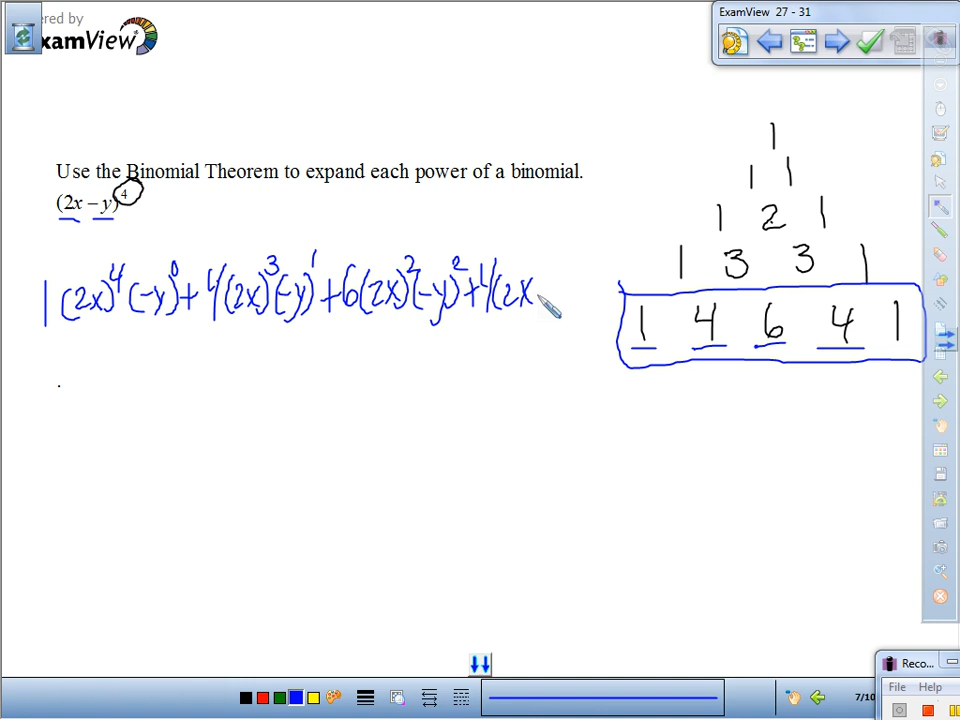 ered by
ExamView
ExamView 27 - 31
Use the Binomial Theorem to expand each power of a binomial.
(2x – y)⁴
1(2x)⁴(-y)⁰+4(2x)³(-y)¹+6(2x)²(-y)²+4(2x
.
1
1 1
1 2 1
1 3 3 1
1 4 6 4 1
7/10
Reco...
File Help